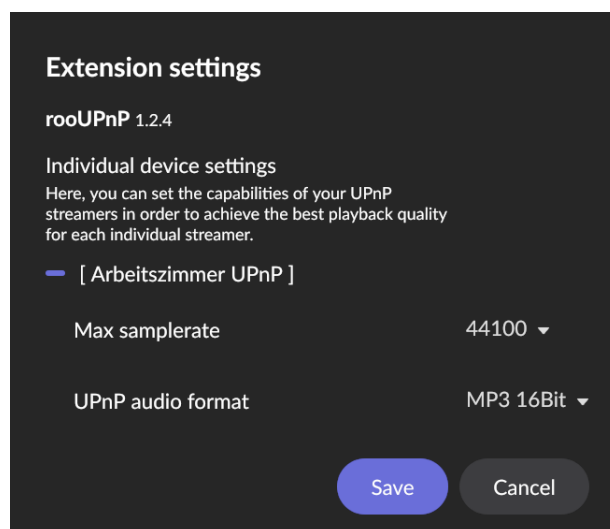 Extension settings
rooUPnP 1.2.4
Individual device settings
Here, you can set the capabilities of your UPnP
streamers in order to achieve the best playback quality
for each individual streamer.
[ Arbeitszimmer UPnP ]
Max samplerate 44100
UPnP audio format MP3 16Bit
Save Cancel